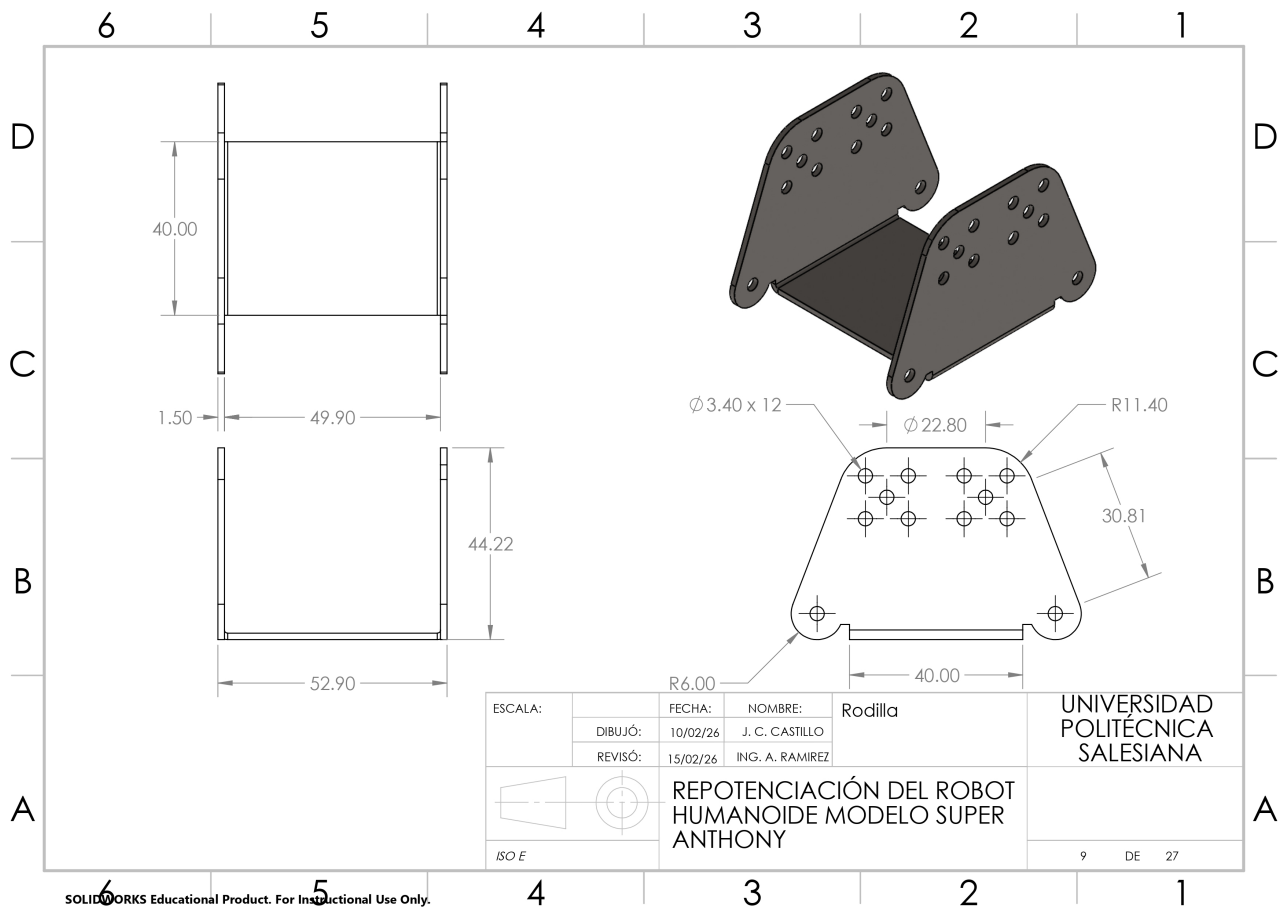 6 5 4 3 2 1
D D
40.00
C C
1.50 49.90
∅3.40 x 12
∅22.80
R11.40
44.22
30.81
B B
52.90
R6.00
40.00
ESCALA:
FECHA: NOMBRE:
DIBUJÓ: 10/02/26 J. C. CASTILLO
REVISÓ: 15/02/26 ING. A. RAMIREZ
Rodilla
UNIVERSIDAD
POLITÉCNICA
SALESIANA
REPOTENCIACIÓN DEL ROBOT
HUMANOIDE MODELO SUPER
ANTHONY
A A
ISO E
9 DE 27
6 5 4 3 2 1
SOLIDWORKS Educational Product. For Instructional Use Only.